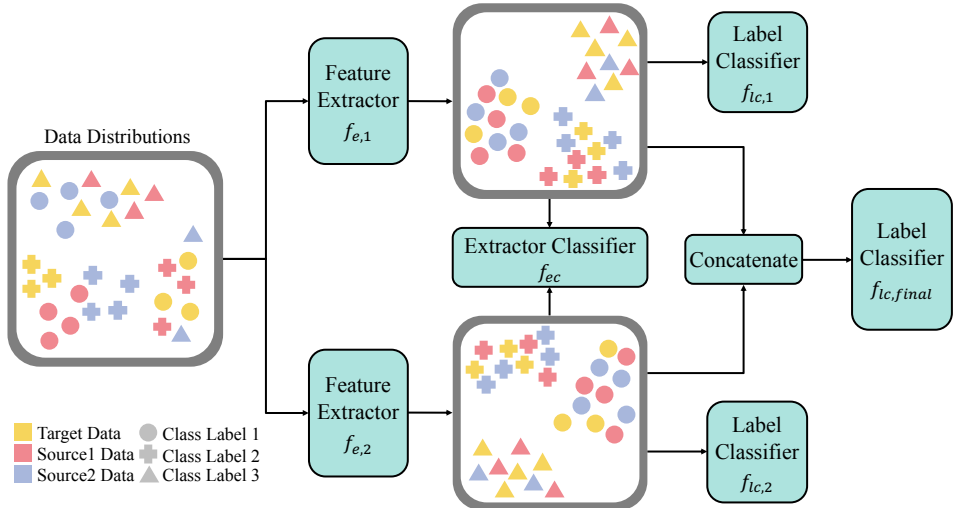 Data Distributions
Feature
Extractor
f_{e,1}
Label
Classifier
f_{lc,1}
Extractor Classifier
f_{ec}
Concatenate
Label
Classifier
f_{lc,final}
Feature
Extractor
f_{e,2}
Label
Classifier
f_{lc,2}
Target Data
Source1 Data
Source2 Data
Class Label 1
Class Label 2
Class Label 3